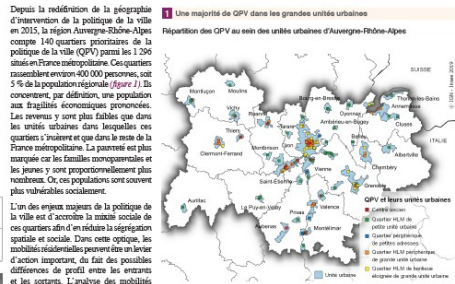 Depuis la redéfinition de la géographie
d'intervention de la politique de la ville
en 2015, la région Auvergne-Rhône-Alpes
compte 140 quartiers prioritaires de la
politique de la ville (QPV) parmi les 1 296
situés en France métropolitaine. Ces quartiers
rassemblent environ 400 000 personnes, soit
5 % de la population régionale (figure 1). Ils
concentrent, par définition, une population
aux fragilités économiques prononcées.
Les revenus y sont plus faibles que dans
les unités urbaines dans lesquelles ces
quartiers s'insèrent et que dans le reste de la
France métropolitaine. La pauvreté est plus
marquée car les familles monoparentales et
les jeunes y sont proportionnellement plus
nombreux. Or, ces populations sont souvent
plus vulnérables socialement.
L'un des enjeux majeurs de la politique de
la ville est d'accroître la mixité sociale de
ces quartiers afin d'en réduire la ségrégation
spatiale et sociale. Dans cette optique, les
mobilités résidentielles peuvent être un levier
d'action important, du fait des possibles
différences de profil entre les entrants
et les sortants. L'analyse des mobilités
1 Une majorité de QPV dans les grandes unités urbaines
Répartition des QPV au sein des unités urbaines d'Auvergne-Rhône-Alpes
SUISSE
Montluçon
Moulins
Bourg-en-Bresse
Thonon-les-Bains
Annemasse
Vichy
Roanne
Oyonnax
Cluses
Tarare
Ambérieu-en-Bugey
Thiers
Lyon
Belley
ITALIE
Clermont-Ferrand
Montbrison
Albertville
Vienne
Chambéry
Saint-Étienne
Grenoble
Aurillac
Le Puy-en-Velay
Valence
Privas
Aubenas
Montélimar
QPV et leurs unités urbaines
Centre ancien
Quartier HLM de
petite unité urbaine
Quartier périphérique
de petites adresses
Quartier HLM périphérique
de grande unité urbaine
Quartier HLM de banlieue
éloignée de grande unité urbaine
Unité urbaine
© IGN - Insee 2019